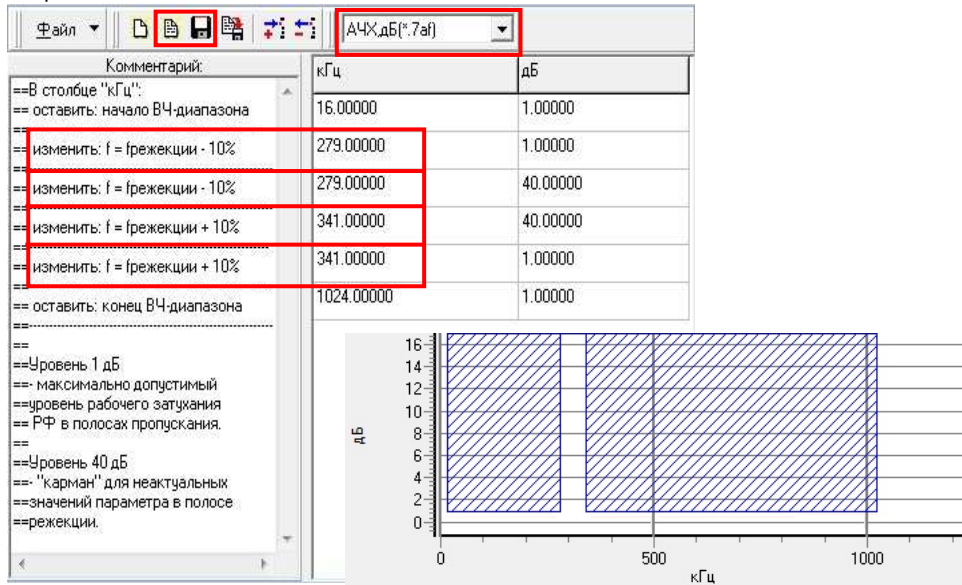 Файл
АЧХ,дБ(*.7af)
Комментарий:
==В столбце "кГц":
== оставить: начало ВЧ-диапазона
==
== изменить: f = fрежекции - 10%
==
== изменить: f = fрежекции - 10%
==
== изменить: f = fрежекции + 10%
==
== изменить: f = fрежекции + 10%
==
== оставить: конец ВЧ-диапазона
==
==
==Уровень 1 дБ
==- максимально допустимый
==уровень рабочего затухания
== РФ в полосах пропускания.
==
==Уровень 40 дБ
==- "карман" для неактуальных
==значений параметра в полосе
==режекции.
кГц дБ
16.00000 1.00000
279.00000 1.00000
279.00000 40.00000
341.00000 40.00000
341.00000 1.00000
1024.00000 1.00000
16
14
12
10
8
6
4
2
0
дБ
0 500 1000
кГц